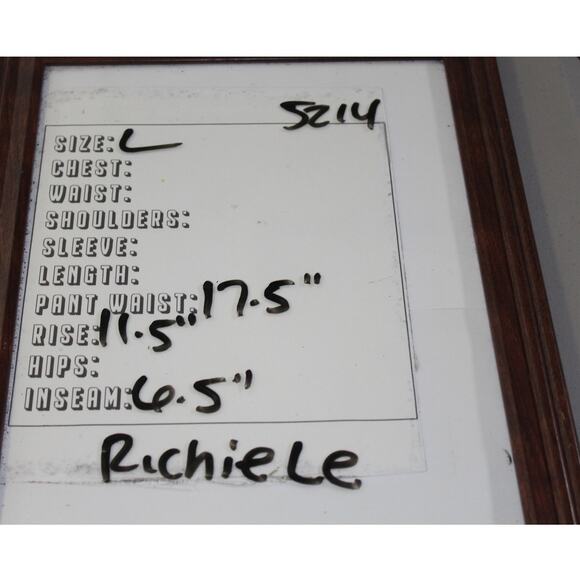 5214
SIZE: L
CHEST:
WAIST:
SHOULDERS:
SLEEVE:
LENGTH:
PANT WAIST: 17.5"
RISE: 11.5"
HIPS:
INSEAM: 6.5"
RichieLe